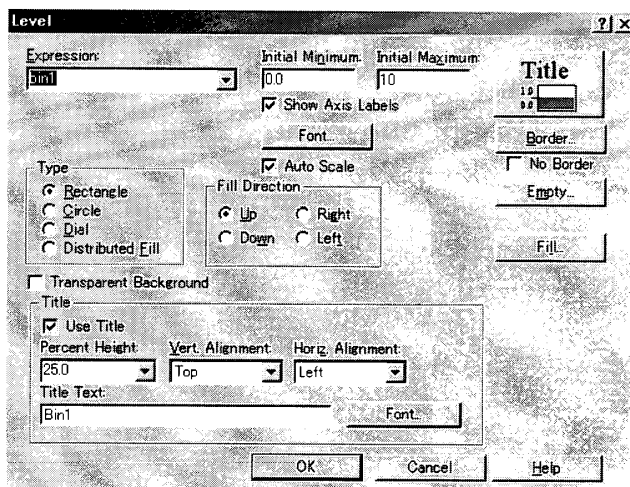 Level
Expression:
bin1
Initial Minimum:
0.0
Initial Maximum:
10
Show Axis Labels
Font...
Auto Scale
Title
1.0
0.0
Border...
No Border
Empty...
Fill...
Type
Rectangle
Circle
Dial
Distributed Fill
Fill Direction
Up
Right
Down
Left
Transparent Background
Title
Use Title
Percent Height:
25.0
Vert. Alignment:
Top
Horiz. Alignment:
Left
Title Text:
Bin1
Font...
OK
Cancel
Help